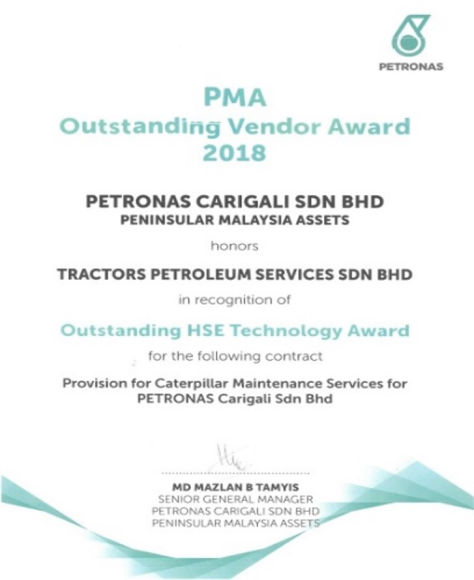 PETRONAS
PMA
Outstanding Vendor Award
2018
PETRONAS CARIGALI SDN BHD
PENINSULAR MALAYSIA ASSETS
honors
TRACTORS PETROLEUM SERVICES SDN BHD
in recognition of
Outstanding HSE Technology Award
for the following contract
Provision for Caterpillar Maintenance Services for
PETRONAS Carigali Sdn Bhd
MD MAZLAN B TAMYIS
SENIOR GENERAL MANAGER
PETRONAS CARIGALI SDN BHD
PENINSULAR MALAYSIA ASSETS